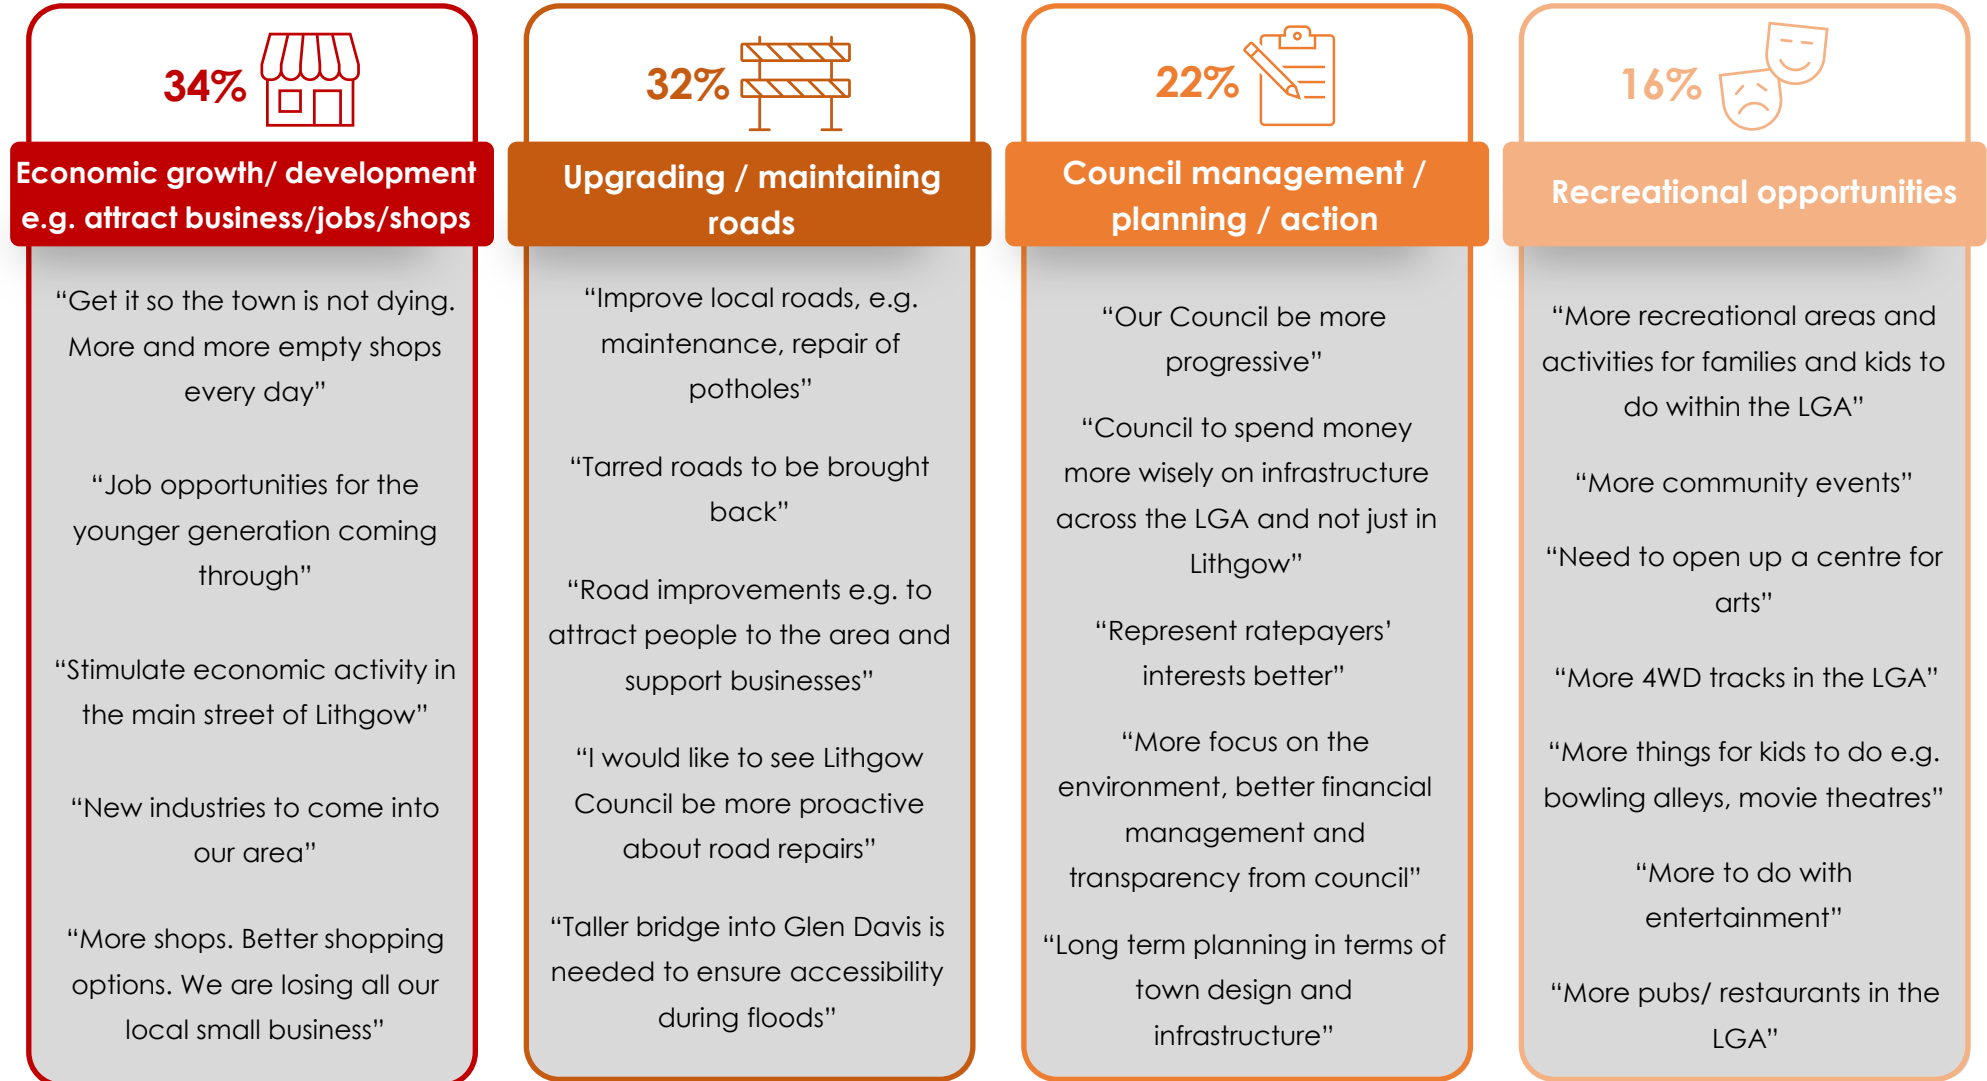 34%
Economic growth/ development
e.g. attract business/jobs/shops
“Get it so the town is not dying.
More and more empty shops
every day”
“Job opportunities for the
younger generation coming
through”
“Stimulate economic activity in
the main street of Lithgow”
“New industries to come into
our area”
“More shops. Better shopping
options. We are losing all our
local small business”
32%
Upgrading / maintaining
roads
“Improve local roads, e.g.
maintenance, repair of
potholes”
“Tarred roads to be brought
back”
“Road improvements e.g. to
attract people to the area and
support businesses”
“I would like to see Lithgow
Council be more proactive
about road repairs”
“Taller bridge into Glen Davis is
needed to ensure accessibility
during floods”
22%
Council management /
planning / action
“Our Council be more
progressive”
“Council to spend money
more wisely on infrastructure
across the LGA and not just in
Lithgow”
“Represent ratepayers’
interests better”
“More focus on the
environment, better financial
management and
transparency from council”
“Long term planning in terms of
town design and
infrastructure”
16%
Recreational opportunities
“More recreational areas and
activities for families and kids to
do within the LGA”
“More community events”
“Need to open up a centre for
arts”
“More 4WD tracks in the LGA”
“More things for kids to do e.g.
bowling alleys, movie theatres”
“More to do with
entertainment”
“More pubs/ restaurants in the
LGA”